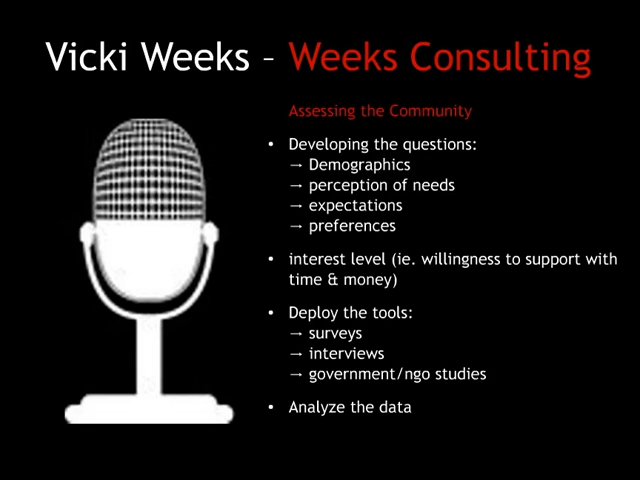 Vicki Weeks – Weeks Consulting
Assessing the Community
• Developing the questions:
→ Demographics
→ perception of needs
→ expectations
→ preferences
• interest level (ie. willingness to support with
time & money)
• Deploy the tools:
→ surveys
→ interviews
→ government/ngo studies
• Analyze the data